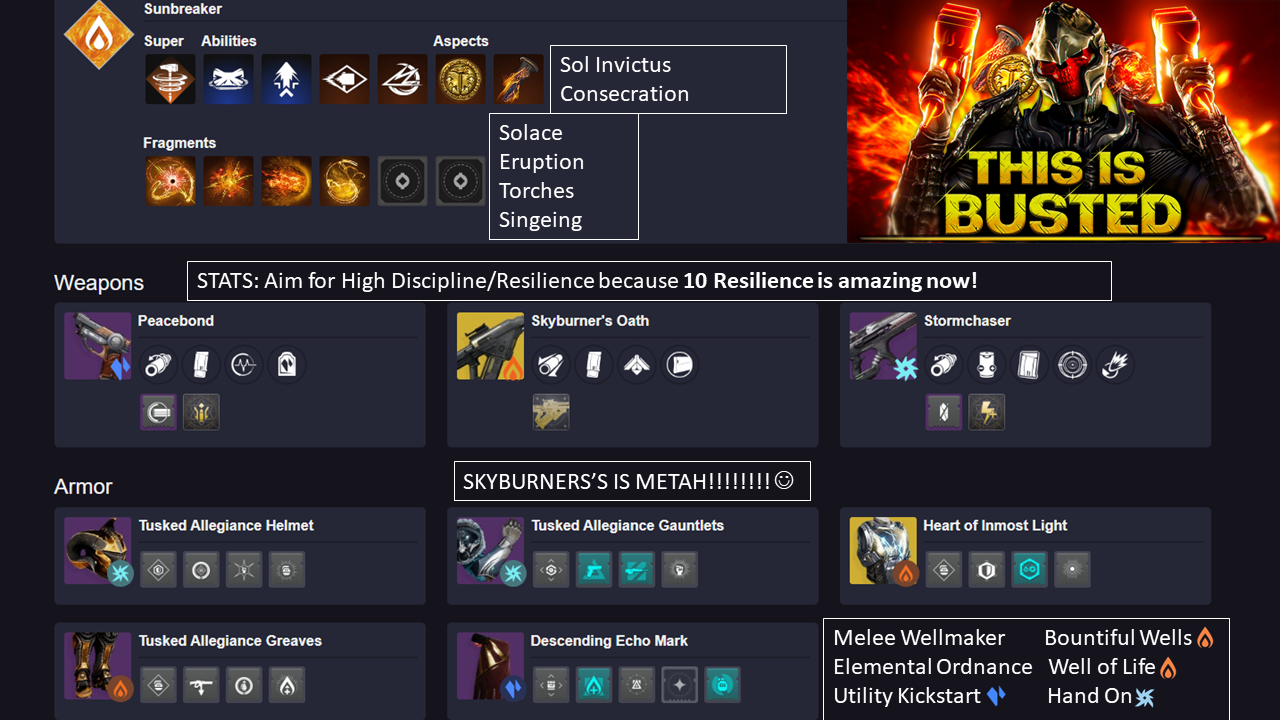 Sunbreaker
Super Abilities Aspects
Sol Invictus
Consecration
Fragments
Solace
Eruption
Torches
Singeing
THIS IS
BUSTED
Weapons
STATS: Aim for High Discipline/Resilience because 10 Resilience is amazing now!
Peacebond
Skyburner's Oath
Stormchaser
Armor
SKYBURNERS’S IS METAH!!!!!!!!☺
Tusked Allegiance Helmet
Tusked Allegiance Gauntlets
Heart of Inmost Light
Tusked Allegiance Greaves
Descending Echo Mark
Melee Wellmaker Bountiful Wells
Elemental Ordnance Well of Life
Utility Kickstart Hand On